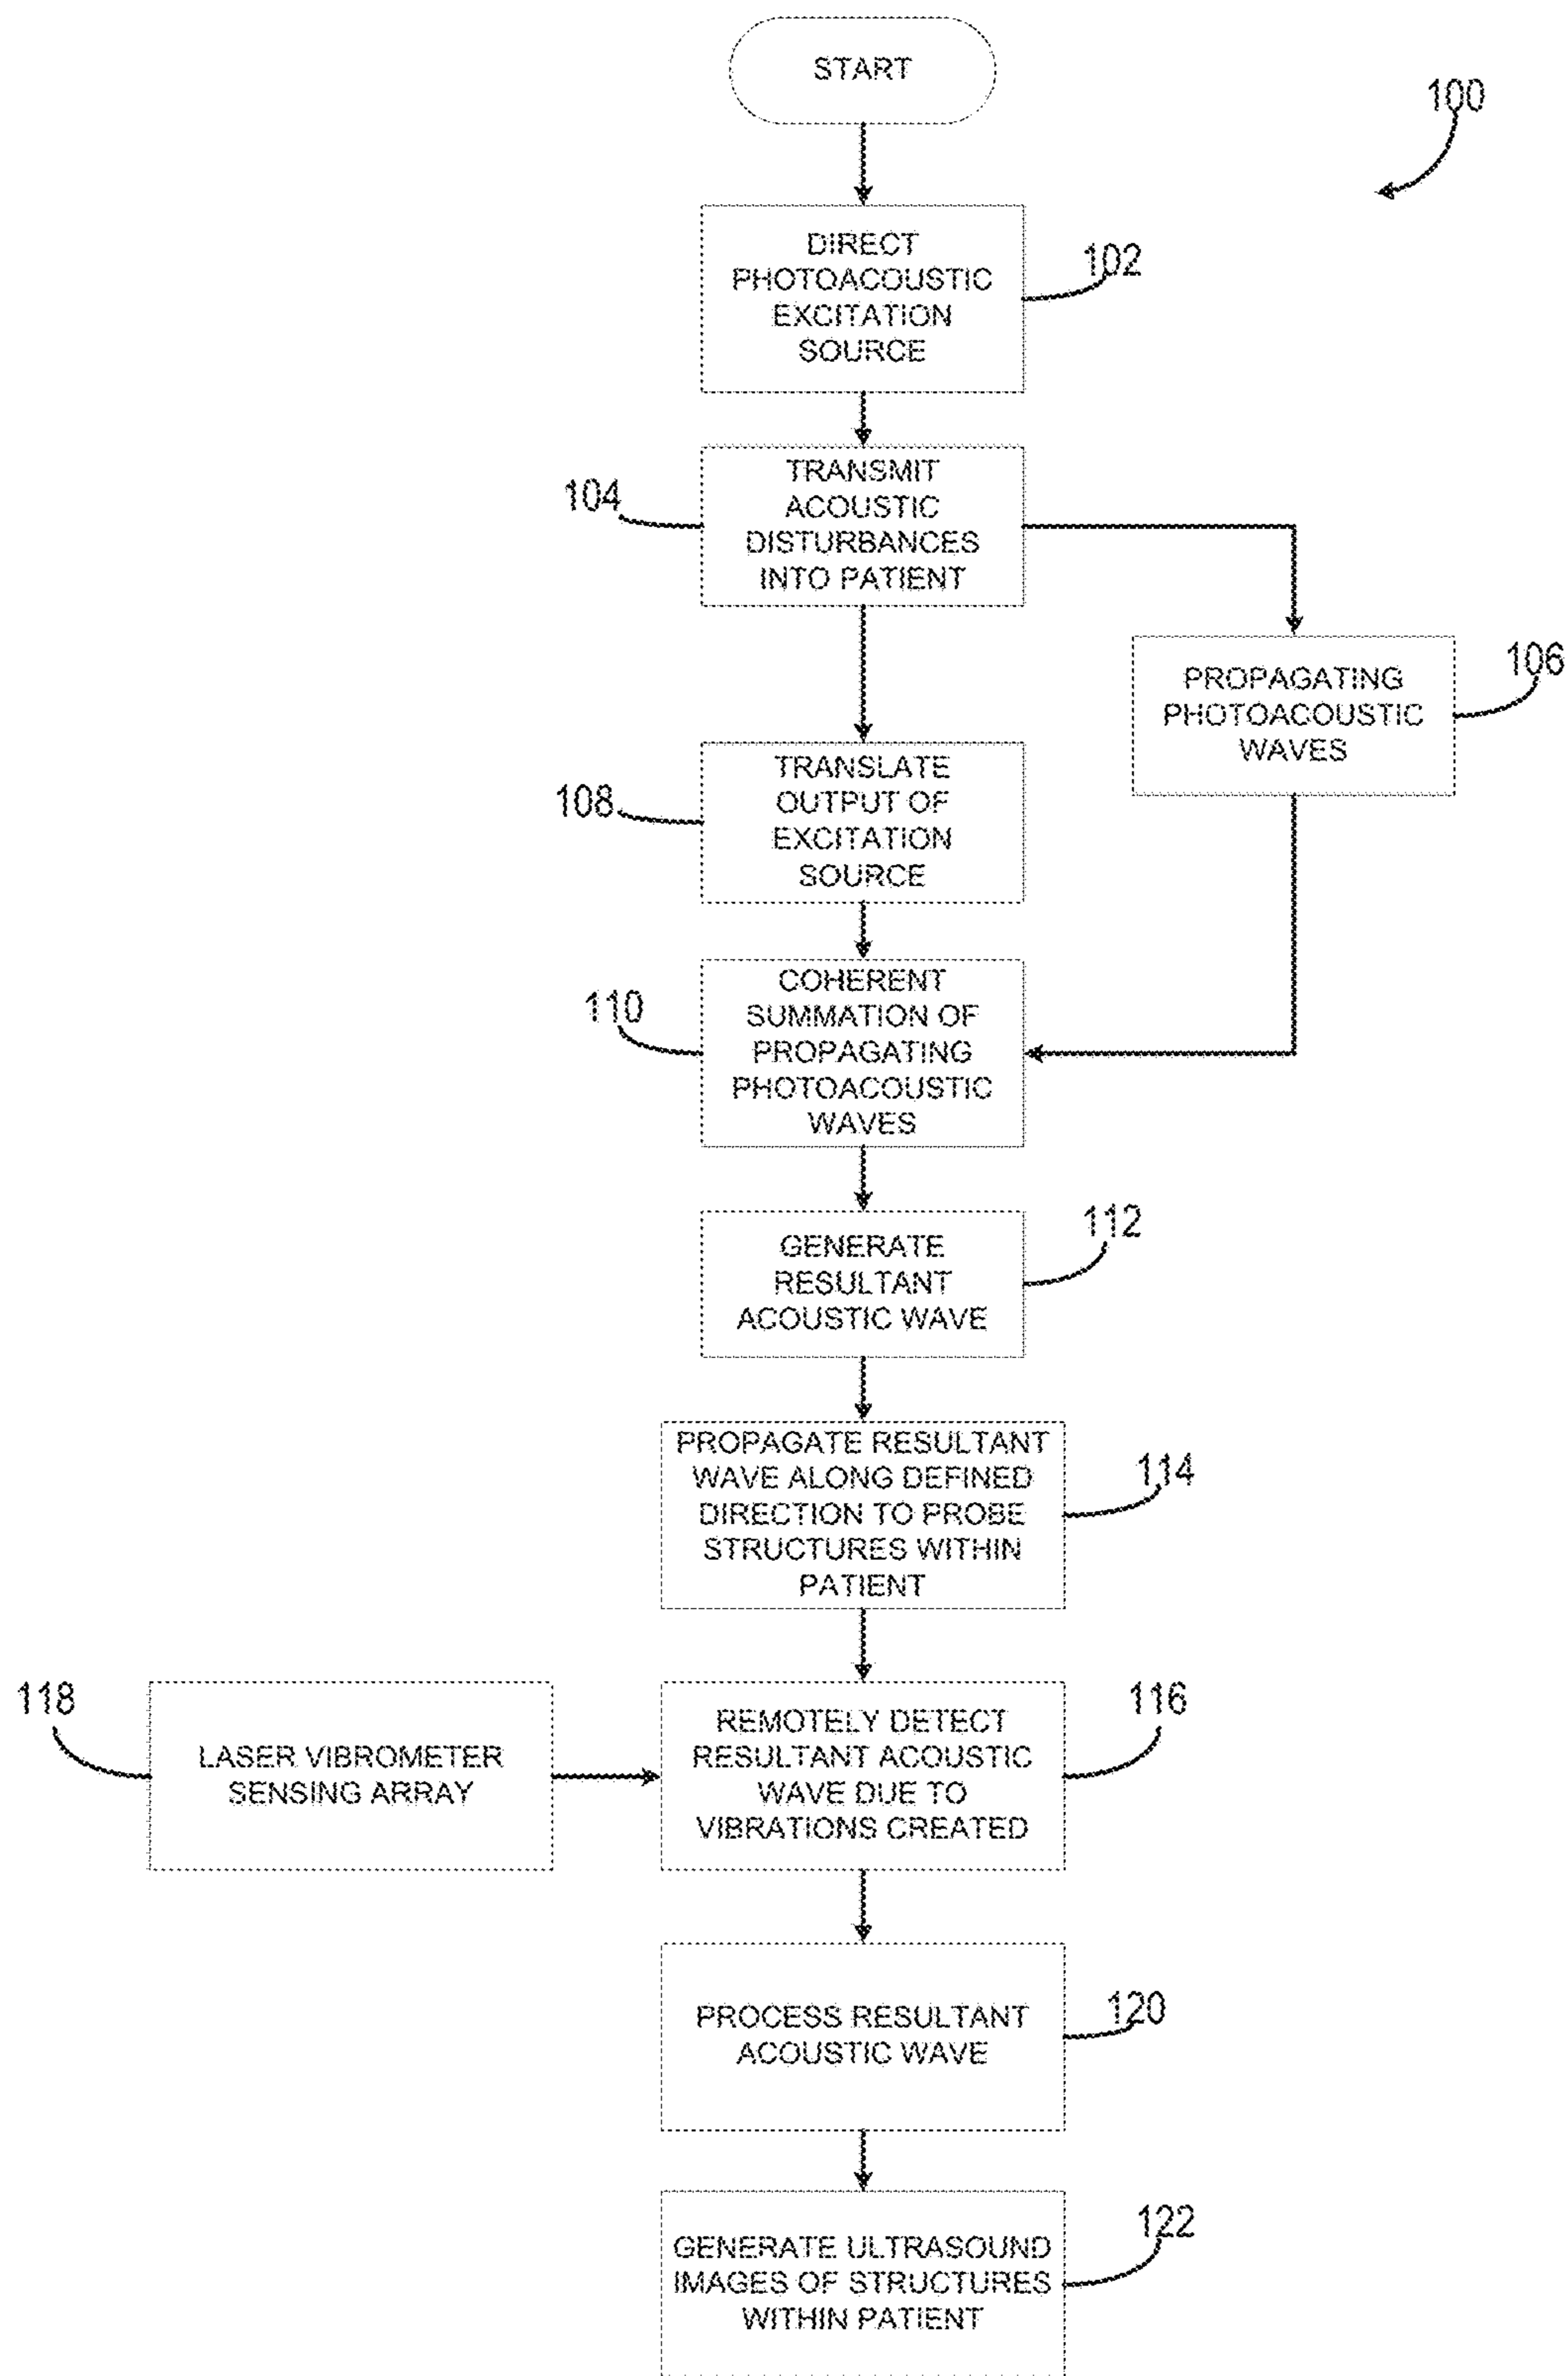 START
100
DIRECT
PHOTOACOUSTIC
EXCITATION
SOURCE
102
TRANSMIT
ACOUSTIC
DISTURBANCES
INTO PATIENT
104
PROPAGATING
PHOTOACOUSTIC
WAVES
106
TRANSLATE
OUTPUT OF
EXCITATION
SOURCE
108
COHERENT
SUMMATION OF
PROPAGATING
PHOTOACOUSTIC
WAVES
110
GENERATE
RESULTANT
ACOUSTIC WAVE
112
PROPAGATE RESULTANT
WAVE ALONG DEFINED
DIRECTION TO PROBE
STRUCTURES WITHIN
PATIENT
114
118
LASER VIBROMETER
SENSING ARRAY
REMOTELY DETECT
RESULTANT ACOUSTIC
WAVE DUE TO
VIBRATIONS CREATED
116
PROCESS RESULTANT
ACOUSTIC WAVE
120
GENERATE ULTRASOUND
IMAGES OF STRUCTURES
WITHIN PATIENT
122